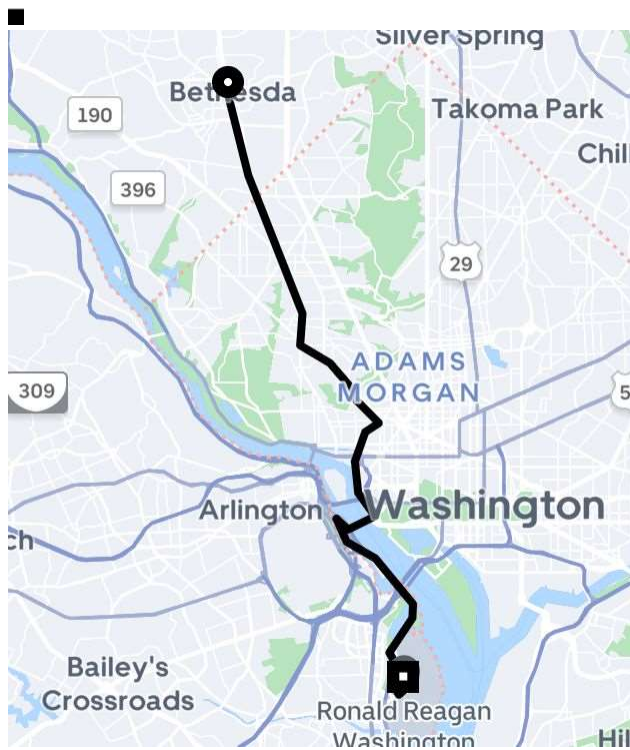 Silver Spring
Bethesda
Takoma Park
190
Chill
396
29
ADAMS
MORGAN
309
5
Arlington
Washington
ch
Bailey's
Crossroads
Ronald Reagan
Washington
Hil